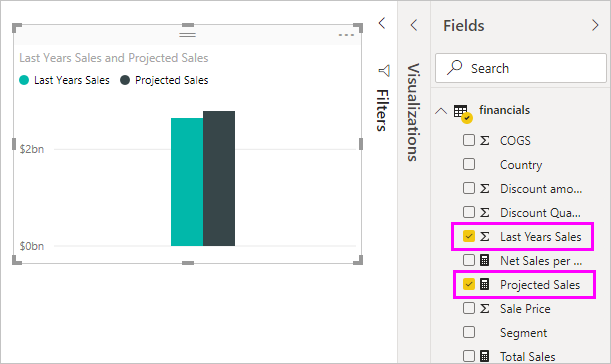 Last Years Sales and Projected Sales
Last Years Sales Projected Sales
$2bn
$0bn
Filters
Visualizations
Fields
Search
financials
Σ COGS
Country
Σ Discount amo...
Σ Discount Qua...
Σ Last Years Sales
Net Sales per ...
Projected Sales
Σ Sale Price
Segment
Total Sales